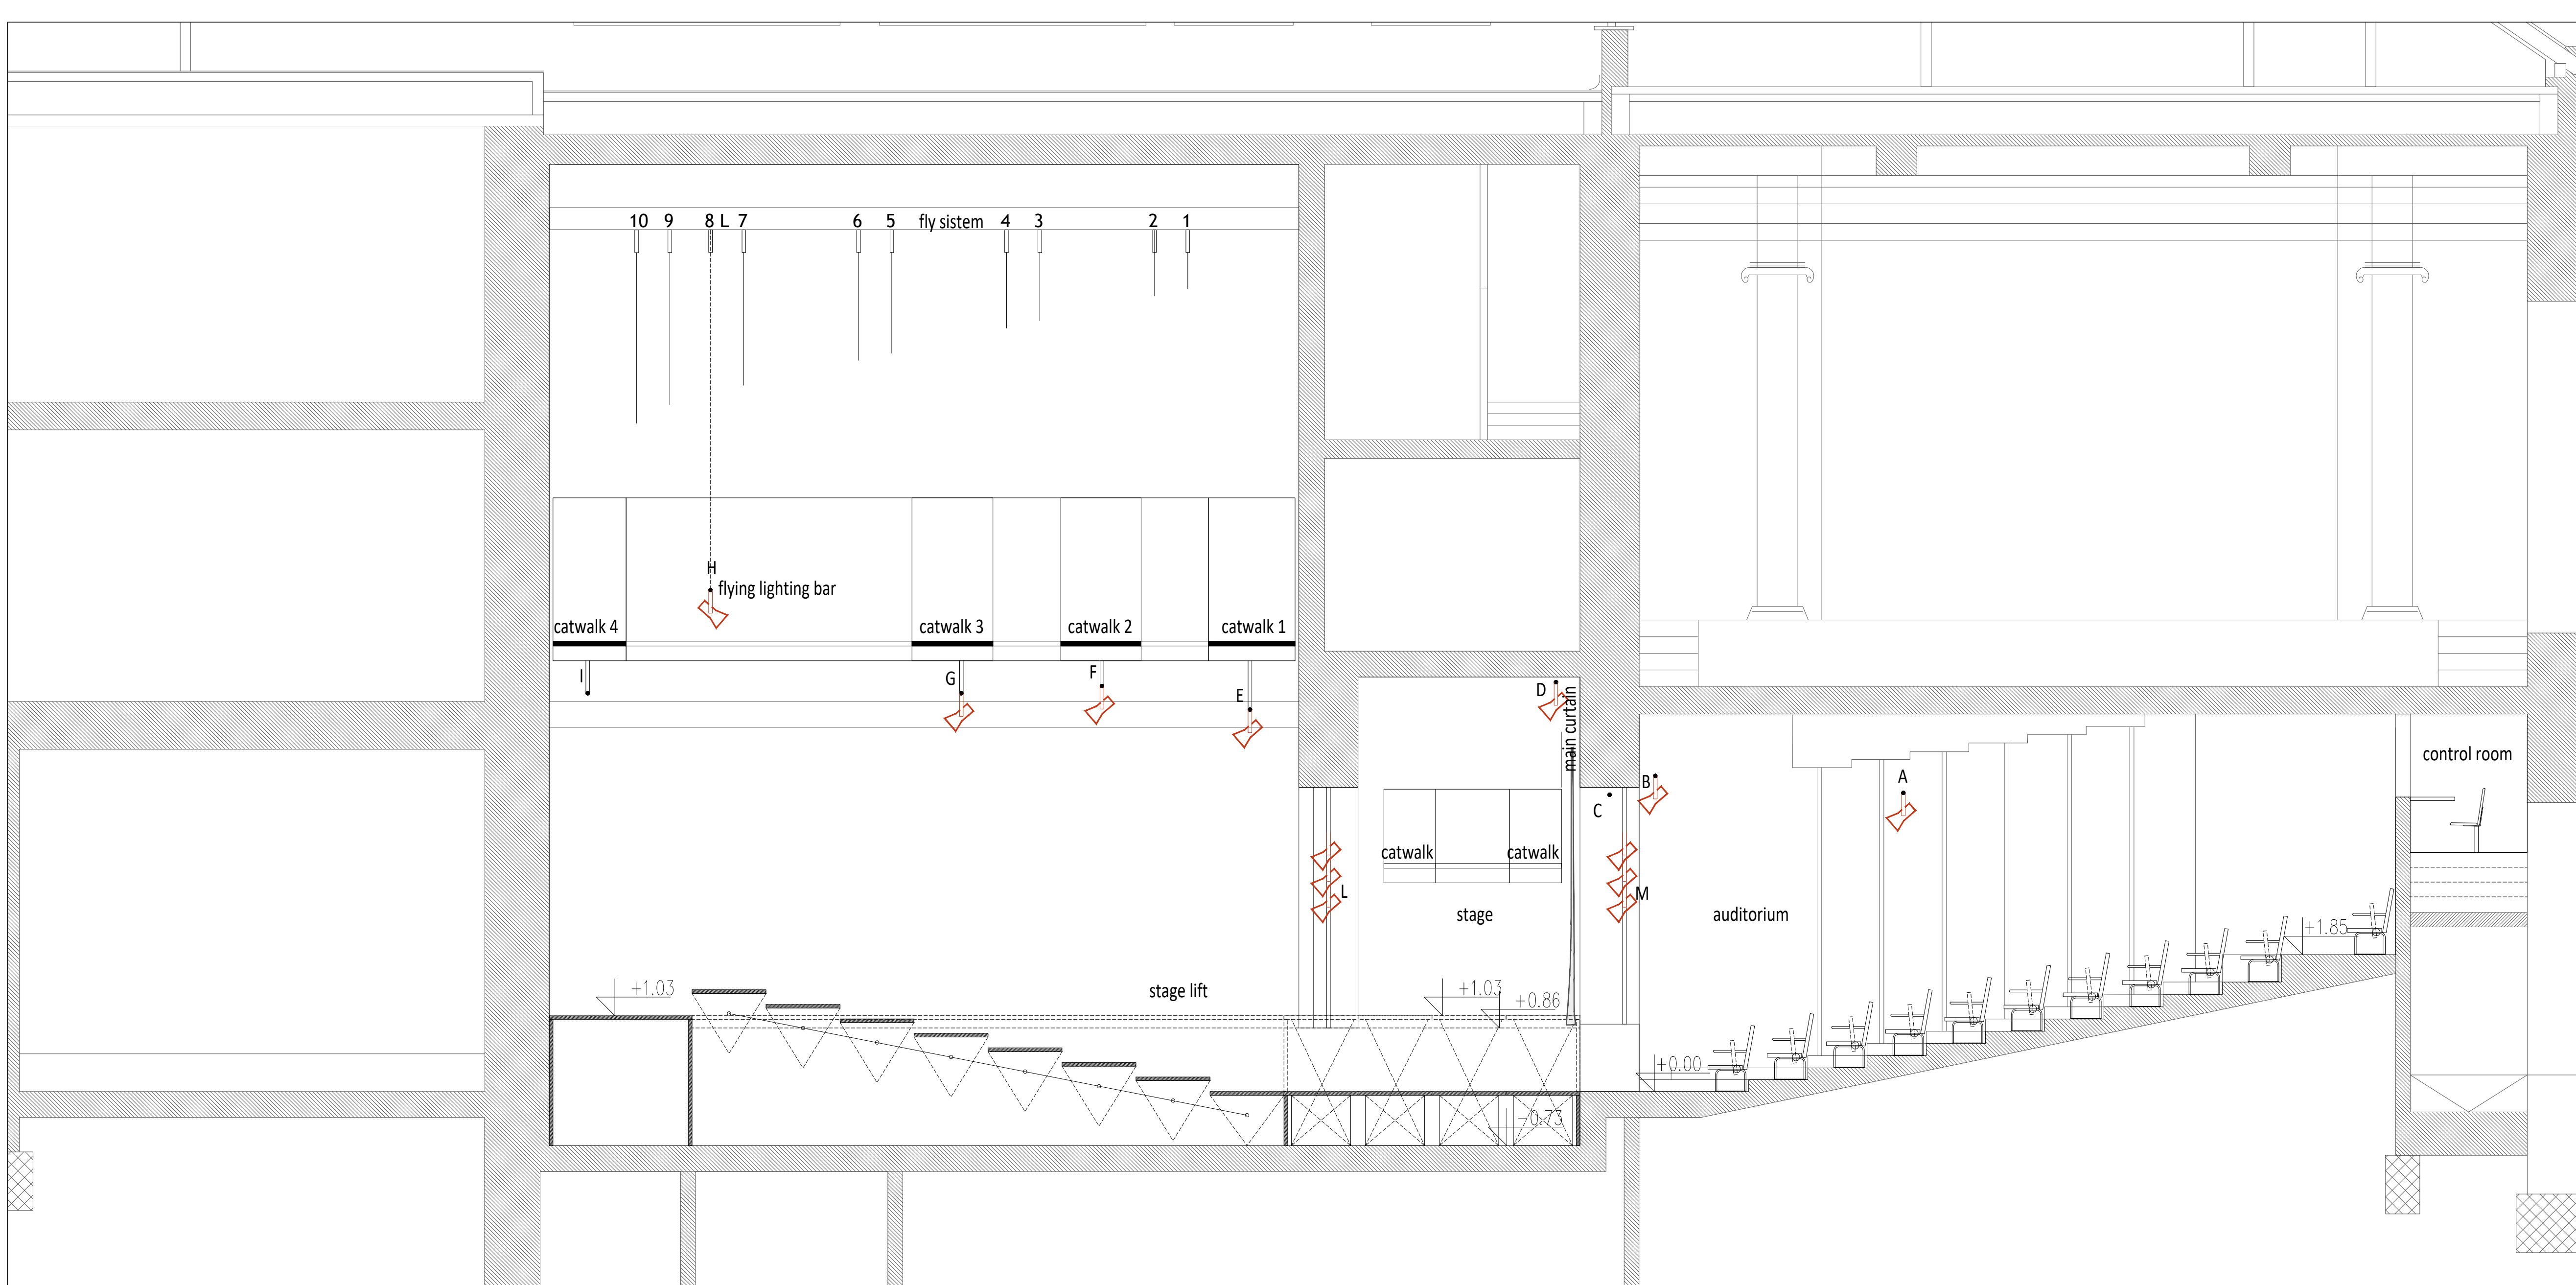 10 9 8 L 7 6 5 fly sistem 4 3 2 1
H
flying lighting bar
catwalk 4
catwalk 3
catwalk 2
catwalk 1
I
G
F
E
D
main curtain
B
C
A
control room
catwalk
catwalk
L
M
stage
auditorium
+1.85
stage lift
+1.03
+1.03
+0.86
+0.00
-0.73